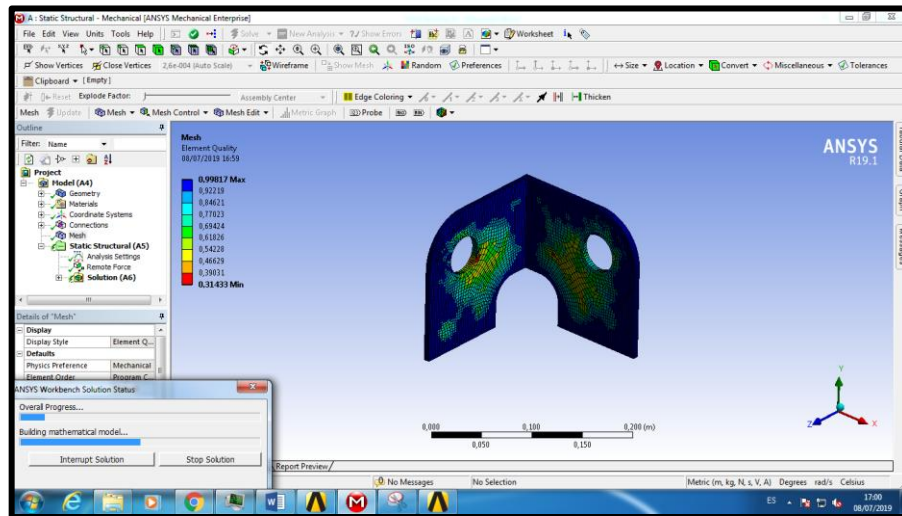 A : Static Structural - Mechanical [ANSYS Mechanical Enterprise]
File Edit View Units Tools Help Solve New Analysis ?/ Show Errors Worksheet
Show Vertices Close Vertices 2,6e-004 (Auto Scale) Wireframe Show Mesh Random Preferences Size Location Convert Miscellaneous Tolerances
Clipboard [Empty]
Reset Explode Factor: Assembly Center Edge Coloring Thicken
Mesh Update Mesh Mesh Control Mesh Edit Metric Graph Probe
Outline
Filter: Name
Project
Model (A4)
Geometry
Materials
Coordinate Systems
Connections
Mesh
Static Structural (A5)
Analysis Settings
Remote Force
Solution (A6)
Details of "Mesh"
Display
Display Style Element Q...
Defaults
Physics Preference Mechanical
Element Order Program C...
ANSYS Workbench Solution Status
Overall Progress...
Building mathematical model...
Interrupt Solution Stop Solution
Mesh
Element Quality
08/07/2019 16:59
0,99817 Max
0,92219
0,84621
0,77023
0,69424
0,61826
0,54228
0,46629
0,39031
0,31433 Min
ANSYS
R19.1
Y
Z
X
0,000 0,100 0,200 (m)
0,050 0,150
Report Preview
Messages
No Messages No Selection Metric (m, kg, N, s, V, A) Degrees rad/s Celsius
ES 17:00
08/07/2019